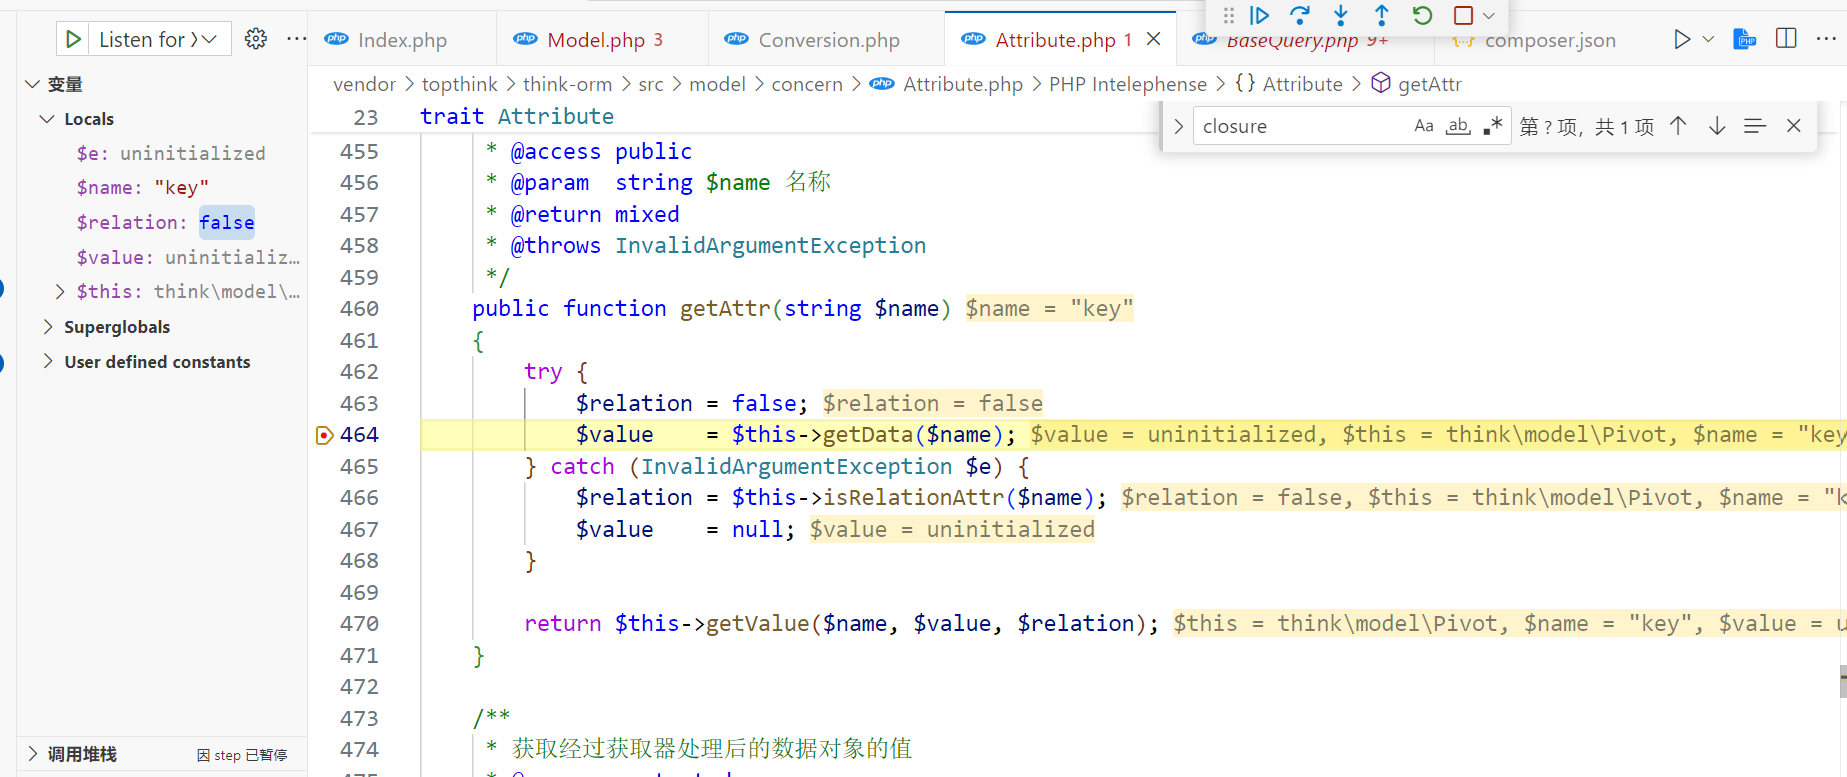 Listen for
Index.php
Model.php 3
Conversion.php
Attribute.php 1
BaseQuery.php 9+
composer.json
vendor > topthink > think-orm > src > model > concern > Attribute.php > PHP Intelephense > {} Attribute > getAttr
变量
Locals
$e: uninitialized
$name: "key"
$relation: false
$value: uninitializ…
$this: think\model\…
Superglobals
User defined constants
调用堆栈
因 step 已暂停
closure
Aa ab .*
第 ? 项，共 1 项
23 trait Attribute
455 * @access public
456 * @param string $name 名称
457 * @return mixed
458 * @throws InvalidArgumentException
459 */
460 public function getAttr(string $name) $name = "key"
461 {
462 try {
463 $relation = false; $relation = false
464 $value = $this->getData($name); $value = uninitialized, $this = think\model\Pivot, $name = "key
465 } catch (InvalidArgumentException $e) {
466 $relation = $this->isRelationAttr($name); $relation = false, $this = think\model\Pivot, $name = "k
467 $value = null; $value = uninitialized
468 }
469
470 return $this->getValue($name, $value, $relation); $this = think\model\Pivot, $name = "key", $value = u
471 }
472
473 /**
474 * 获取经过获取器处理后的数据对象的值